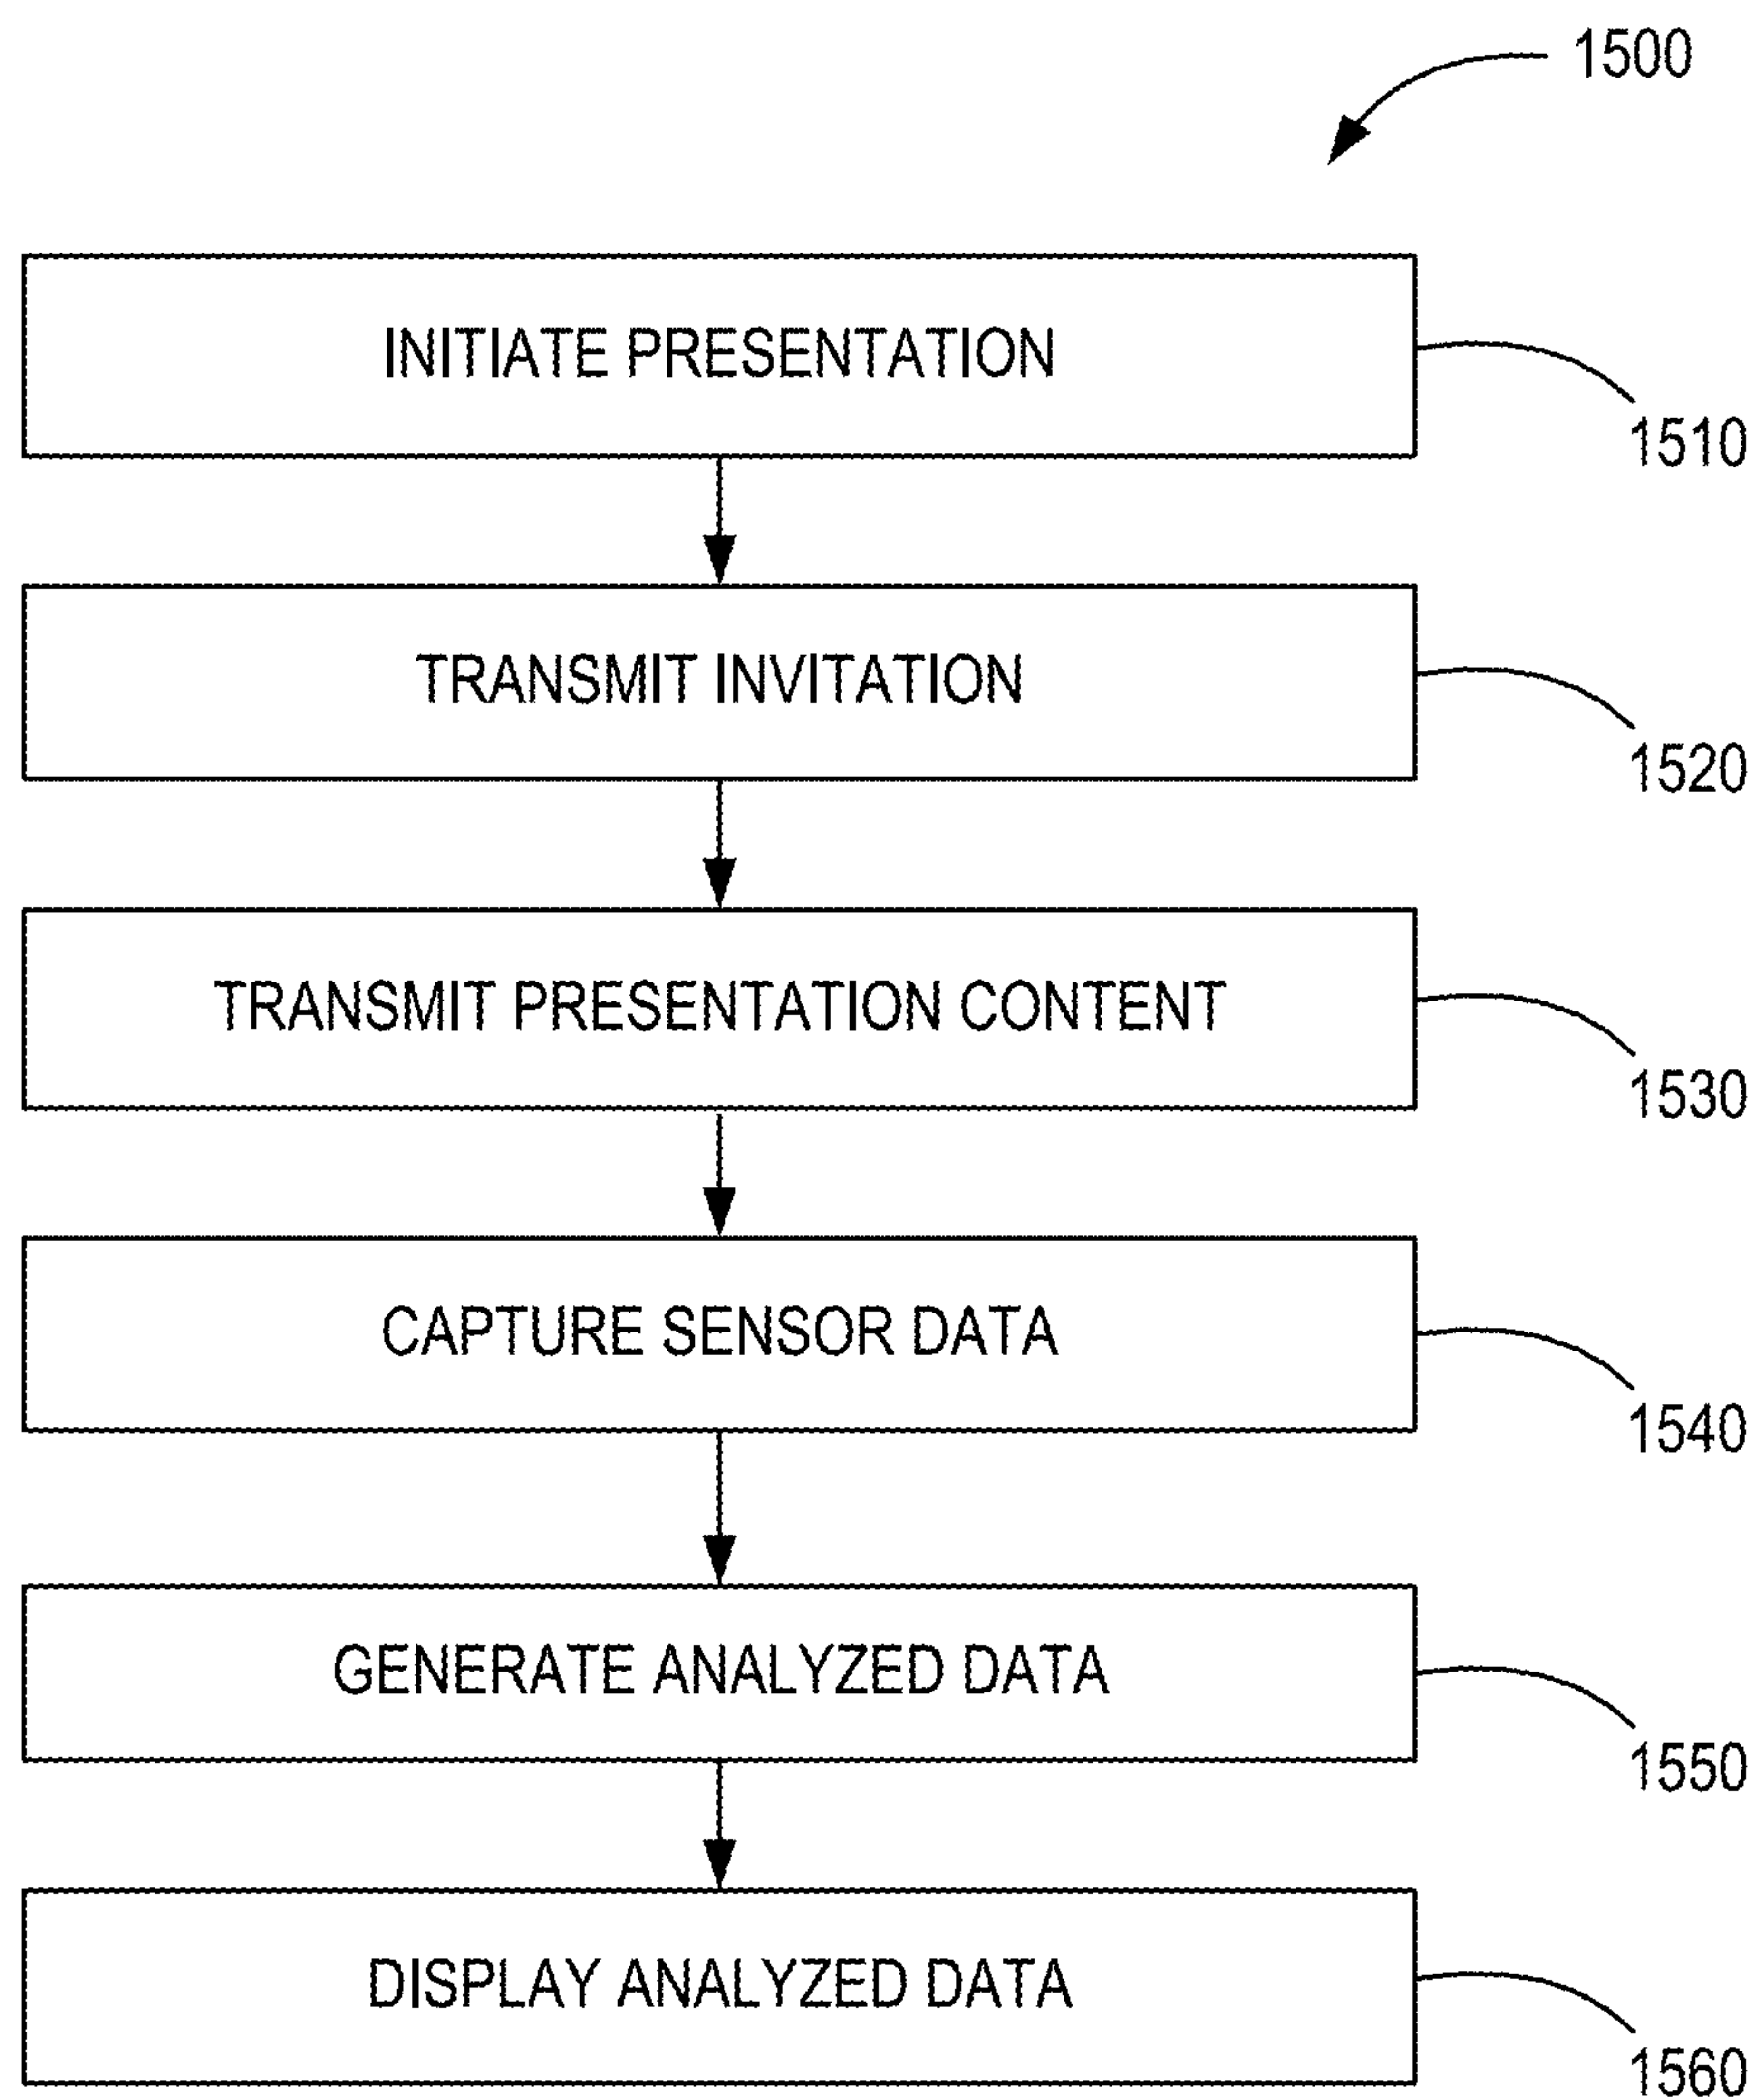 1500
INITIATE PRESENTATION
1510
TRANSMIT INVITATION
1520
TRANSMIT PRESENTATION CONTENT
1530
CAPTURE SENSOR DATA
1540
GENERATE ANALYZED DATA
1550
DISPLAY ANALYZED DATA
1560